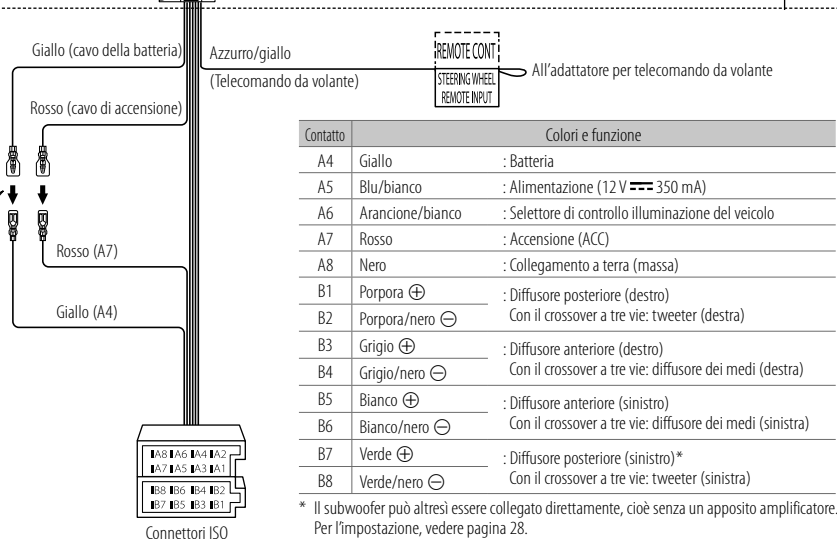 Giallo (cavo della batteria)
Azzurro/giallo
(Telecomando da volante)
REMOTE CONT
STEERING WHEEL
REMOTE INPUT
All'adattatore per telecomando da volante
Rosso (cavo di accensione)
Rosso (A7)
Giallo (A4)
Contatto Colori e funzione
A4 Giallo : Batteria
A5 Blu/bianco : Alimentazione (12 V ⎓ 350 mA)
A6 Arancione/bianco : Selettore di controllo illuminazione del veicolo
A7 Rosso : Accensione (ACC)
A8 Nero : Collegamento a terra (massa)
B1 Porpora ⊕ : Diffusore posteriore (destro)
B2 Porpora/nero ⊖ Con il crossover a tre vie: tweeter (destra)
B3 Grigio ⊕ : Diffusore anteriore (destro)
B4 Grigio/nero ⊖ Con il crossover a tre vie: diffusore dei medi (destra)
B5 Bianco ⊕ : Diffusore anteriore (sinistro)
B6 Bianco/nero ⊖ Con il crossover a tre vie: diffusore dei medi (sinistra)
B7 Verde ⊕ : Diffusore posteriore (sinistro)*
B8 Verde/nero ⊖ Con il crossover a tre vie: tweeter (sinistra)
* Il subwoofer può altresì essere collegato direttamente, cioè senza un apposito amplificatore.
Per l'impostazione, vedere pagina 28.
A8 A6 A4 A2
A7 A5 A3 A1
B8 B6 B4 B2
B7 B5 B3 B1
Connettori ISO